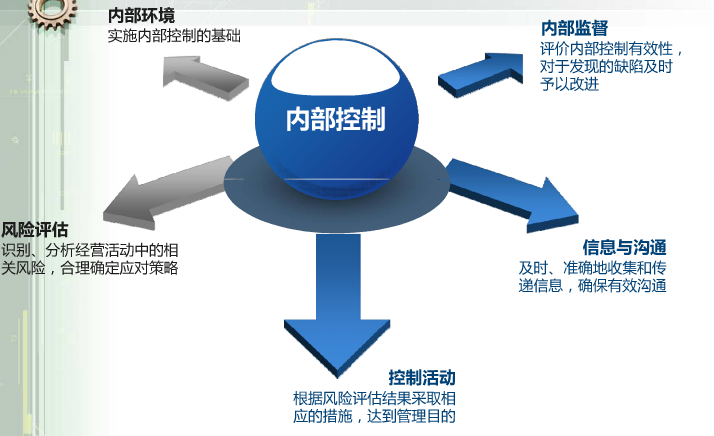 内部环境
实施内部控制的基础
内部监督
评价内部控制有效性，
对于发现的缺陷及时
予以改进
内部控制
风险评估
识别、分析经营活动中的相
关风险，合理确定应对策略
信息与沟通
及时、准确地收集和传
递信息，确保有效沟通
控制活动
根据风险评估结果采取相
应的措施，达到管理目的